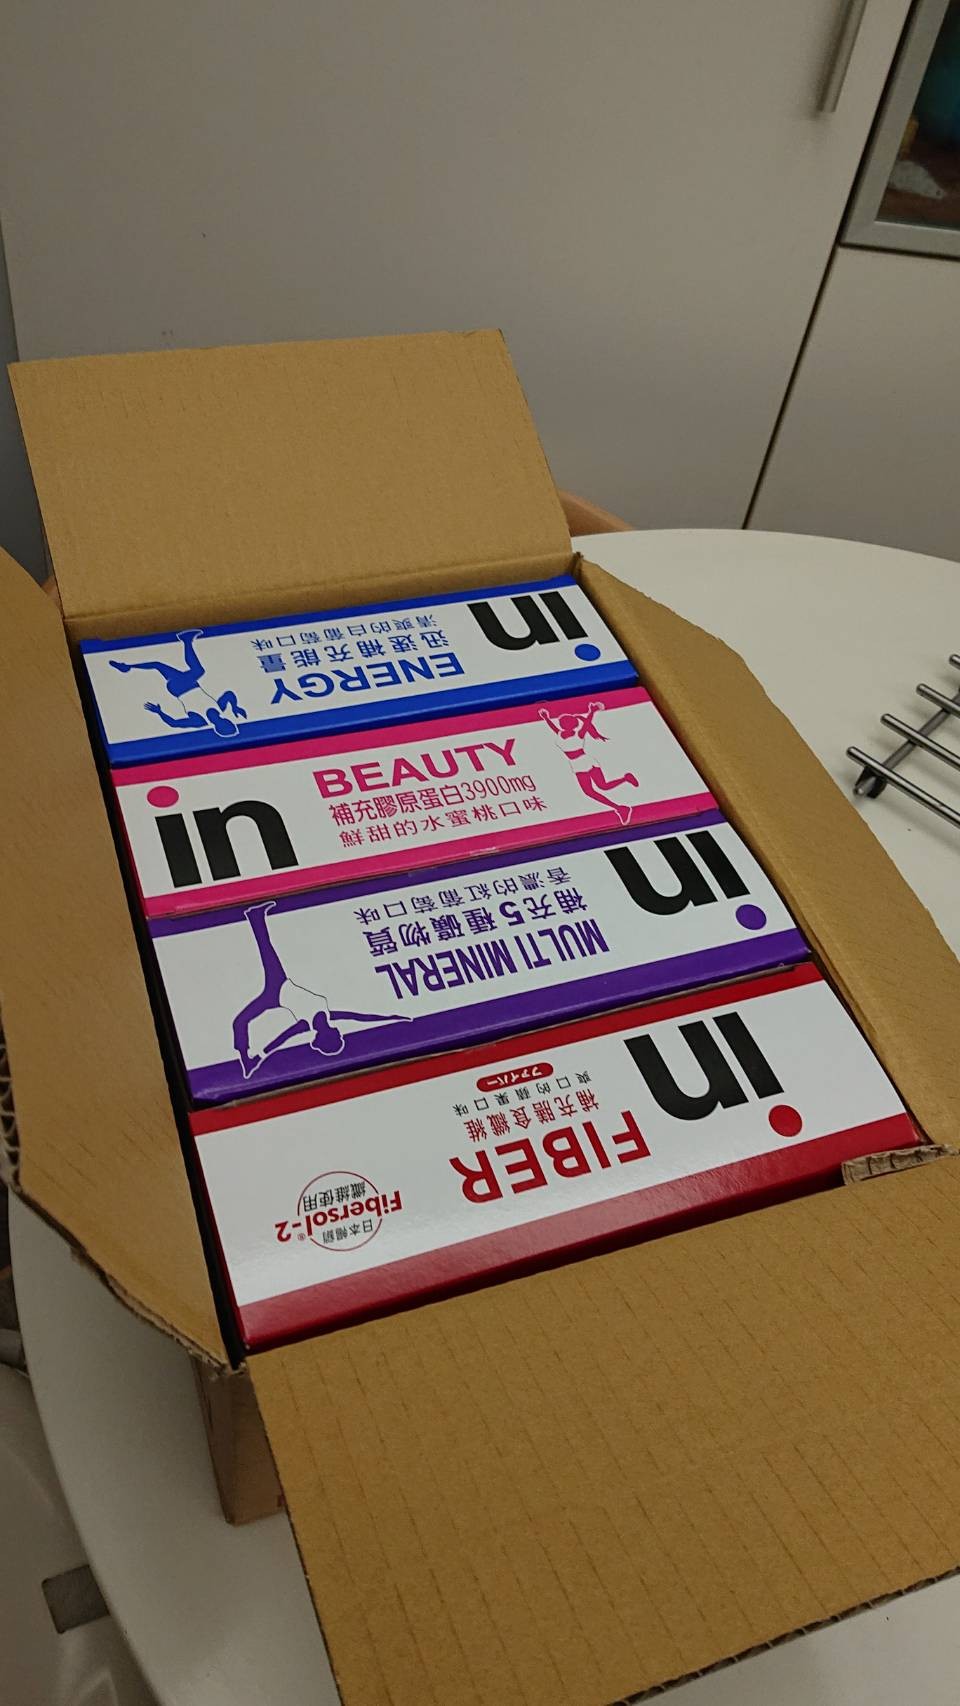 in
ENERGY
迅速補充能量
清爽的白葡萄口味
in
BEAUTY
補充膠原蛋白3900mg
鮮甜的水蜜桃口味
in
MULTI MINERAL
補充5種礦物質
香濃的紅葡萄口味
in
FIBER
補充膳食纖維
爽口的蘋果口味
ファイバー
日本暢銷
Fibersol-2®
纖維使用